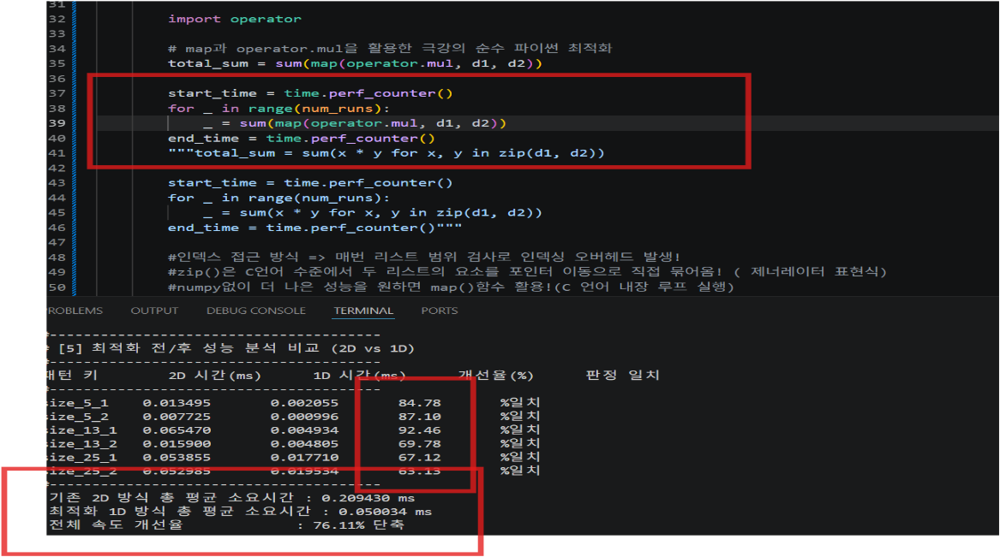 31
32 import operator
33
34 # map과 operator.mul을 활용한 극강의 순수 파이썬 최적화
35 total_sum = sum(map(operator.mul, d1, d2))
36
37 start_time = time.perf_counter()
38 for _ in range(num_runs):
39 _ = sum(map(operator.mul, d1, d2))
40 end_time = time.perf_counter()
41 """total_sum = sum(x * y for x, y in zip(d1, d2))
42
43 start_time = time.perf_counter()
44 for _ in range(num_runs):
45 _ = sum(x * y for x, y in zip(d1, d2))
46 end_time = time.perf_counter()"""
47
48 #인덱스 접근 방식 => 매번 리스트 범위 검사로 인덱싱 오버헤드 발생!
49 #zip()은 C언어 수준에서 두 리스트의 요소를 포인터 이동으로 직접 묶어옴! ( 제너레이터 표현식)
50 #numpy없이 더 나은 성능을 원하면 map()함수 활용!(C 언어 내장 루프 실행)
ROBLEMS OUTPUT DEBUG CONSOLE TERMINAL PORTS
#----------------------------------------
# [5] 최적화 전/후 성능 분석 비교 (2D vs 1D)
#----------------------------------------
패턴 키 2D 시간(ms) 1D 시간(ms) 개선율(%) 판정 일치
#----------------------------------------
size_5_1 0.013495 0.002055 84.78 %일치
size_5_2 0.007725 0.000996 87.10 %일치
size_13_1 0.065470 0.004934 92.46 %일치
size_13_2 0.015900 0.004805 69.78 %일치
size_25_1 0.053855 0.017710 67.12 %일치
size_25_2 0.052985 0.019534 63.13 %일치
#----------------------------------------
기존 2D 방식 총 평균 소요시간 : 0.209430 ms
최적화 1D 방식 총 평균 소요시간 : 0.050034 ms
전체 속도 개선율 : 76.11% 단축